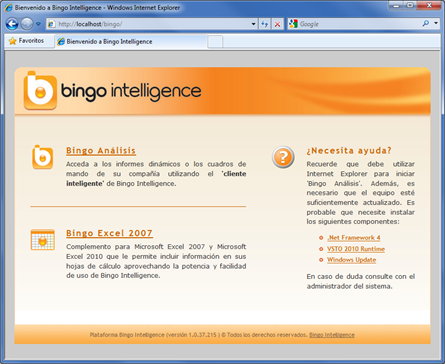 Bienvenido a Bingo Intelligence - Windows Internet Explorer
http://localhost/bingo/
Google
Favoritos
Bienvenido a Bingo Intelligence
bingo intelligence
Bingo Análisis
Acceda a los informes dinámicos o los cuadros
de mando de su compañía utilizando el 'cliente
inteligente' de Bingo Intelligence.
Bingo Excel 2007
Complemento para Microsoft Excel 2007 y Microsoft
Excel 2010 que le permite incluir información en sus
hojas de cálculo aprovechando la potencia y facilidad
de uso de Bingo Intelligence.
¿Necesita ayuda?
Recuerde que debe utilizar
Internet Explorer para iniciar
'Bingo Análisis'. Además, es
necesario que el equipo esté
suficientemente actualizado. Es
probable que necesite instalar
los siguientes componentes:
.Net Framework 4
VSTO 2010 Runtime
Windows Update
En caso de duda consulte con el
administrador del sistema.
Plataforma Bingo Intelligence (versión 1.0.37.215 ) © Todos los derechos reservados, Bingo Intelligence